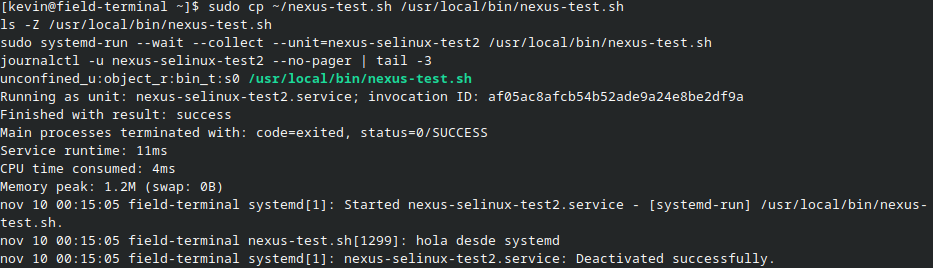 [kevin@field-terminal ~]$ sudo cp ~/nexus-test.sh /usr/local/bin/nexus-test.sh
ls -Z /usr/local/bin/nexus-test.sh
sudo systemd-run --wait --collect --unit=nexus-selinux-test2 /usr/local/bin/nexus-test.sh
journalctl -u nexus-selinux-test2 --no-pager | tail -3
unconfined_u:object_r:bin_t:s0 /usr/local/bin/nexus-test.sh
Running as unit: nexus-selinux-test2.service; invocation ID: af05ac8afcb54b52ade9a24e8be2df9a
Finished with result: success
Main processes terminated with: code=exited, status=0/SUCCESS
Service runtime: 11ms
CPU time consumed: 4ms
Memory peak: 1.2M (swap: 0B)
nov 10 00:15:05 field-terminal systemd[1]: Started nexus-selinux-test2.service - [systemd-run] /usr/local/bin/nexus-
test.sh.
nov 10 00:15:05 field-terminal nexus-test.sh[1299]: hola desde systemd
nov 10 00:15:05 field-terminal systemd[1]: nexus-selinux-test2.service: Deactivated successfully.